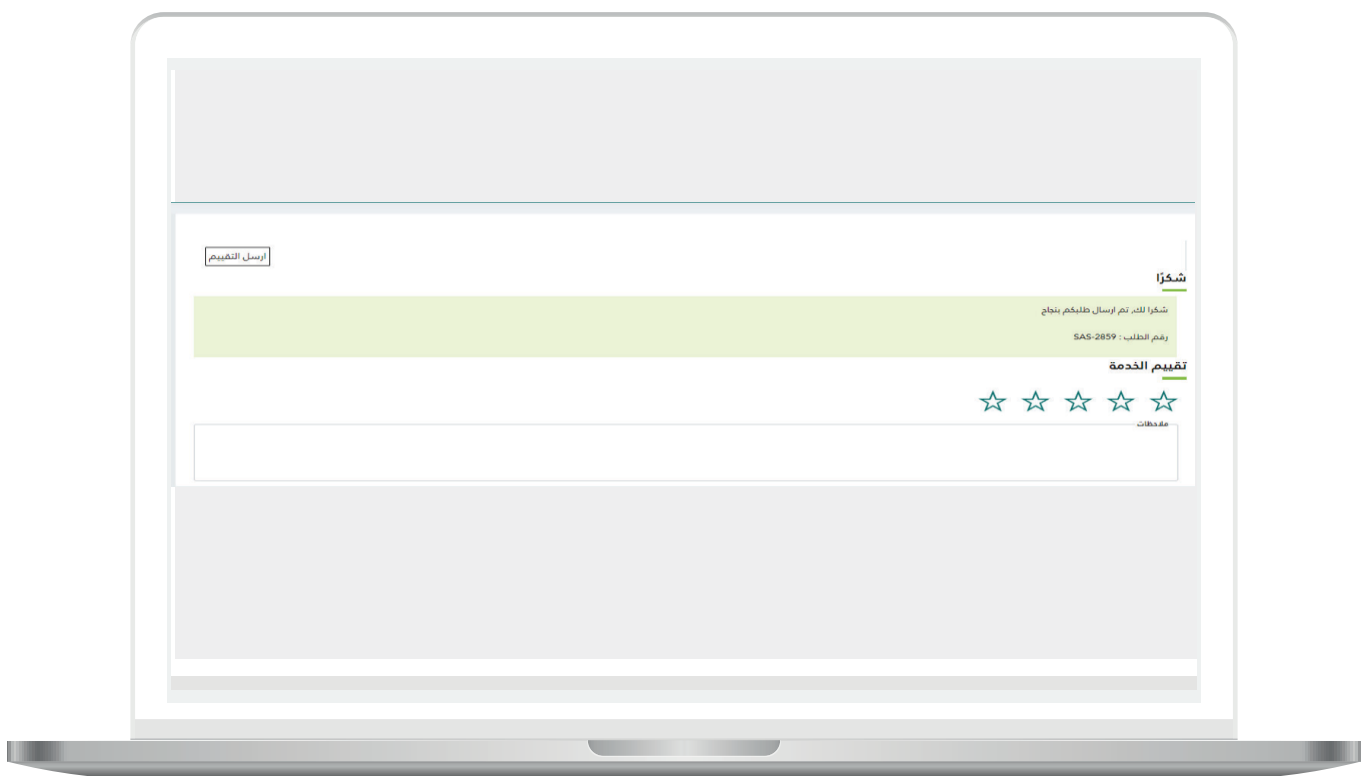 ارسل التقييم
شكرًا
شكرا لك, تم ارسال طلبكم بنجاح
رقم الطلب : SAS-2859
تقييم الخدمة
ملاحظات